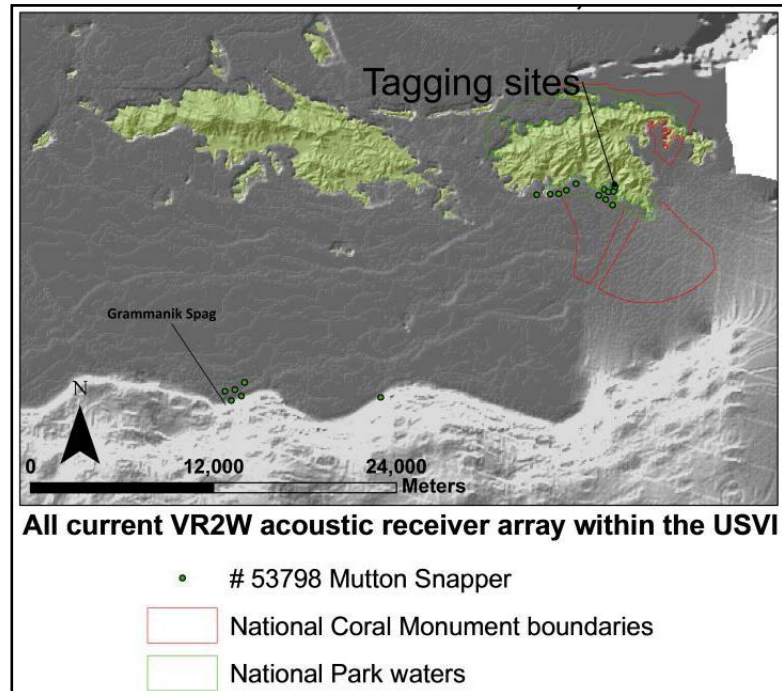 Tagging sites
Grammanik Spag
N
0 12,000 24,000
Meters
All current VR2W acoustic receiver array within the USVI
# 53798 Mutton Snapper
National Coral Monument boundaries
National Park waters